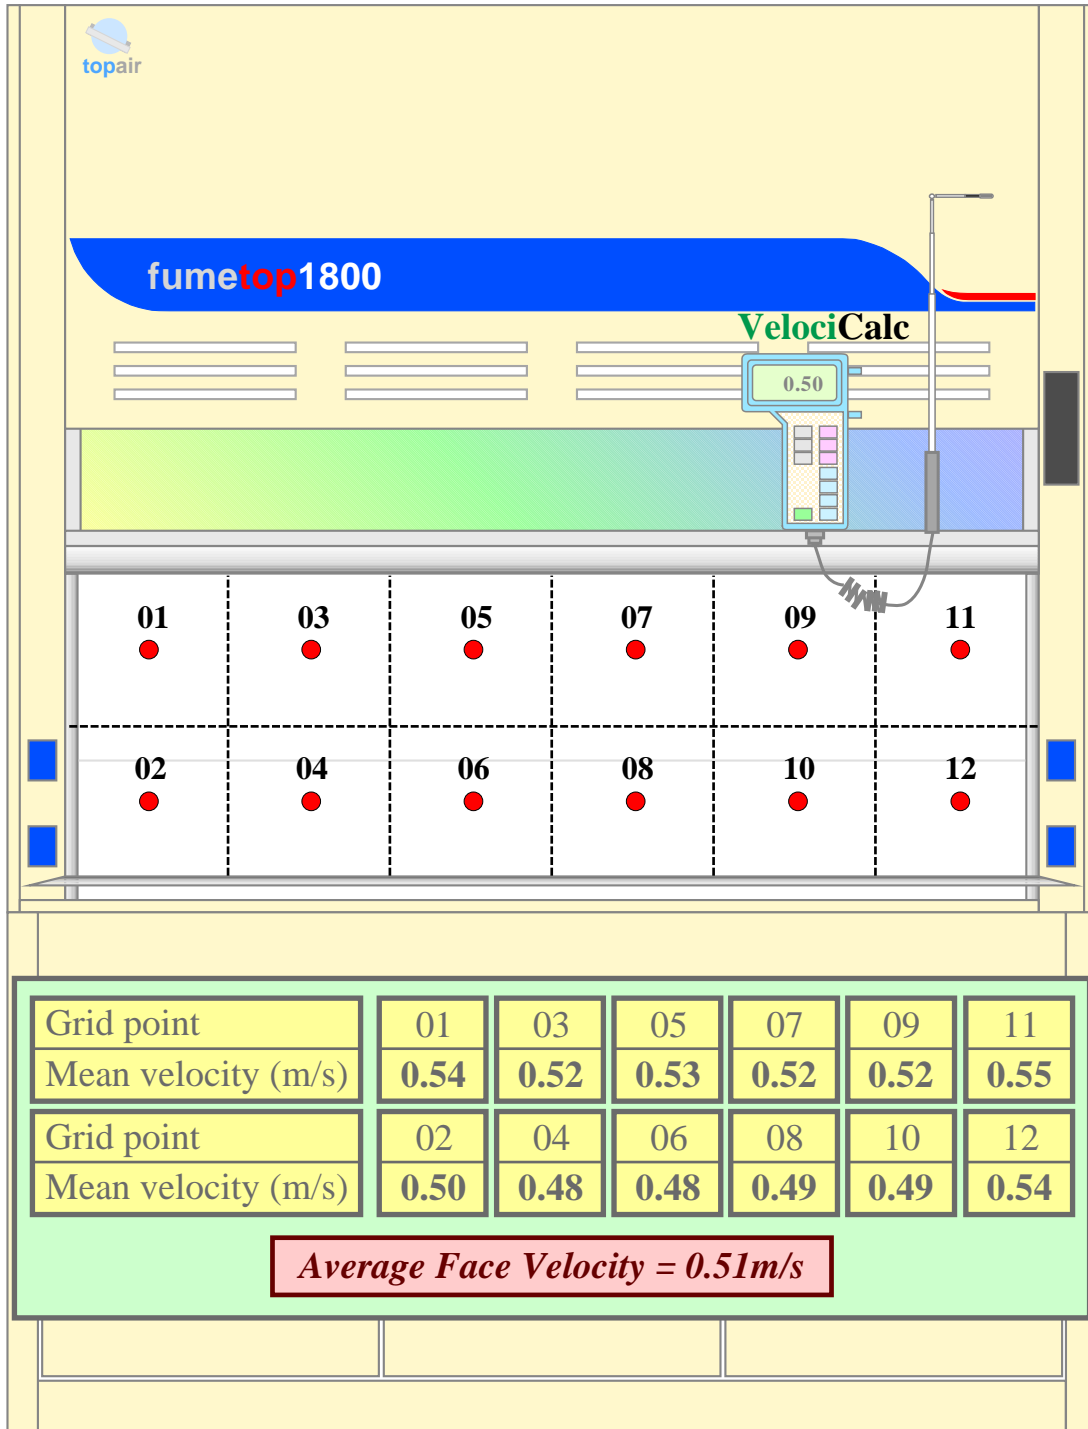 topair
fumetop1800
VelociCalc
0.50
01 03 05 07 09 11
02 04 06 08 10 12
Grid point 01 03 05 07 09 11
Mean velocity (m/s) 0.54 0.52 0.53 0.52 0.52 0.55
Grid point 02 04 06 08 10 12
Mean velocity (m/s) 0.50 0.48 0.48 0.49 0.49 0.54
Average Face Velocity = 0.51m/s